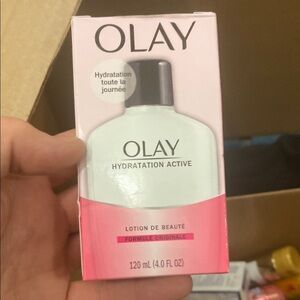 OLAY
Hydratation
toute la
journée
OLAY
HYDRATATION ACTIVE
LOTION DE BEAUTÉ
FORMULE ORIGINALE
120 mL (4.0 FL OZ)